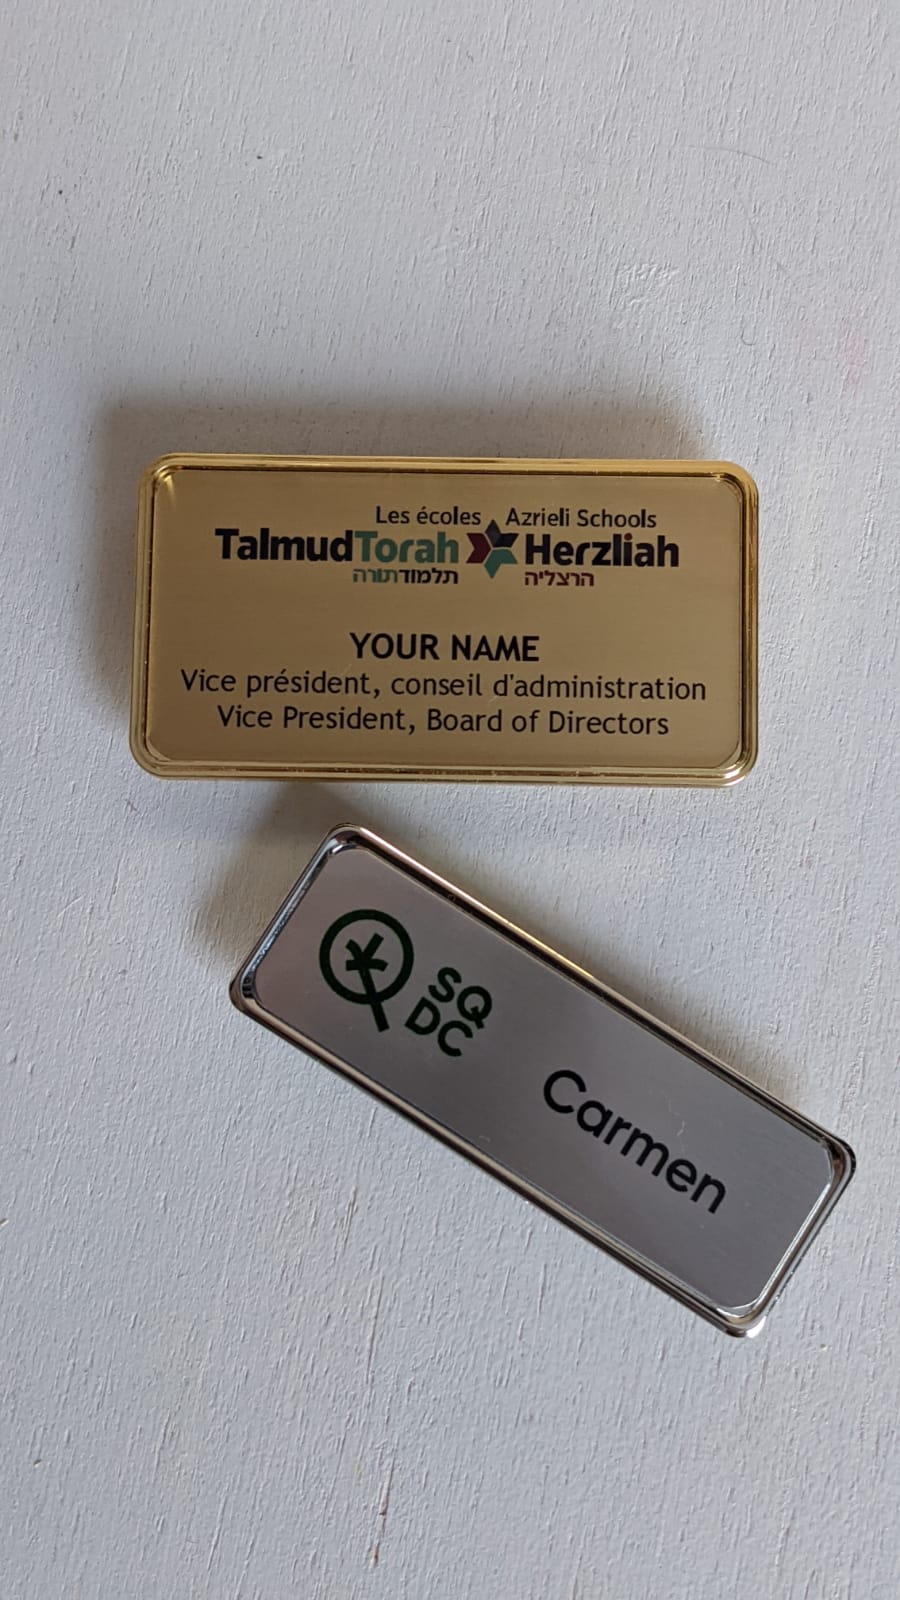 Les écoles Azrieli Schools
TalmudTorah Herzliah
תלמודתורה הרצליה
YOUR NAME
Vice président, conseil d'administration
Vice President, Board of Directors
SQ
DC
Carmen